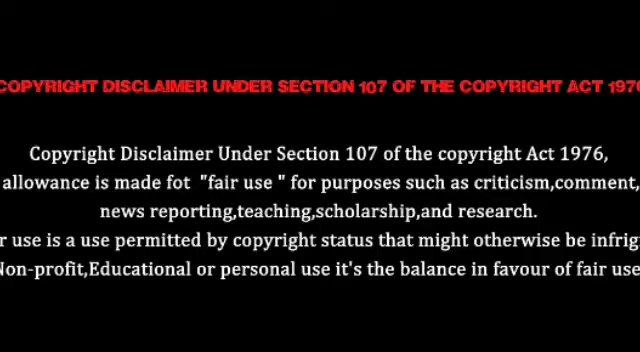 COPYRIGHT DISCLAIMER UNDER SECTION 107 OF THE COPYRIGHT ACT 1976
Copyright Disclaimer Under Section 107 of the copyright Act 1976,
allowance is made fot "fair use " for purposes such as criticism,comment,
news reporting,teaching,scholarship,and research.
r use is a use permitted by copyright status that might otherwise be infrig
Non-profit,Educational or personal use it's the balance in favour of fair use